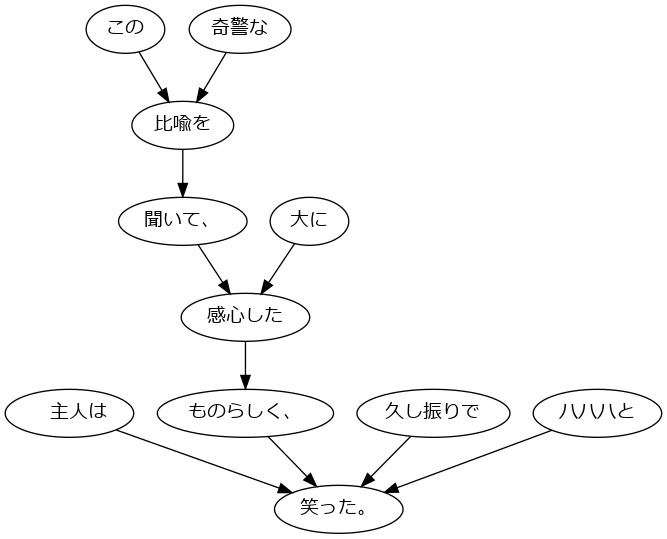 この
奇警な
比喩を
聞いて、
大に
感心した
主人は
ものらしく、
久し振りで
ハハハと
笑った。